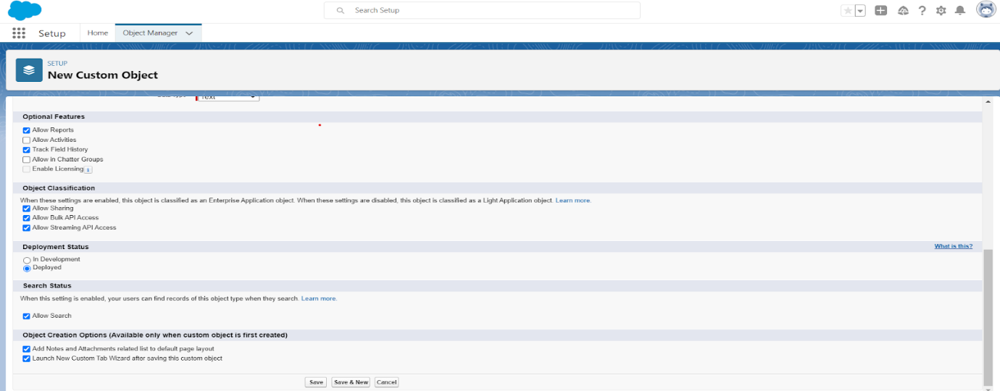 Search Setup
Setup
Home
Object Manager
SETUP
New Custom Object
Text
Optional Features
Allow Reports
Allow Activities
Track Field History
Allow in Chatter Groups
Enable Licensing i
Object Classification
When these settings are enabled, this object is classified as an Enterprise Application object. When these settings are disabled, this object is classified as a Light Application object. Learn more.
Allow Sharing
Allow Bulk API Access
Allow Streaming API Access
Deployment Status
What is this?
In Development
Deployed
Search Status
When this setting is enabled, your users can find records of this object type when they search. Learn more.
Allow Search
Object Creation Options (Available only when custom object is first created)
Add Notes and Attachments related list to default page layout
Launch New Custom Tab Wizard after saving this custom object
Save
Save & New
Cancel